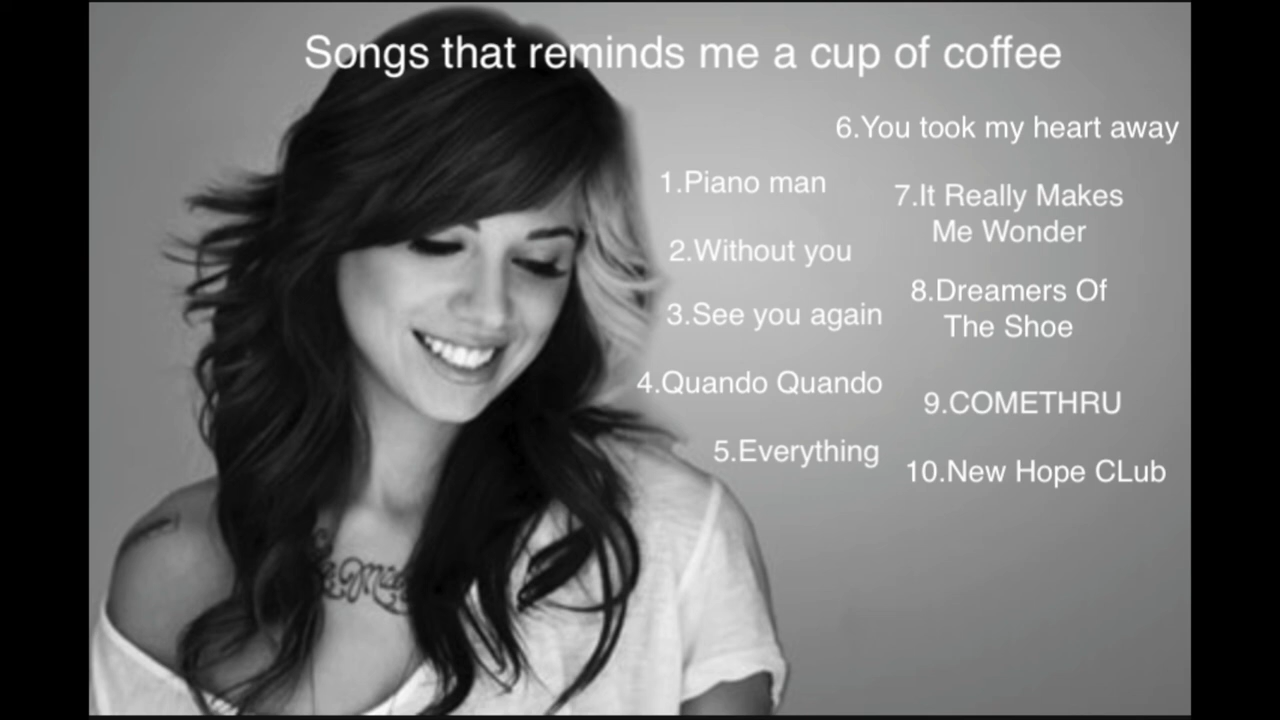 Songs that reminds me a cup of coffee
1.Piano man
2.Without you
3.See you again
4.Quando Quando
5.Everything
6.You took my heart away
7.It Really Makes
Me Wonder
8.Dreamers Of
The Shoe
9.COMETHRU
10.New Hope CLub